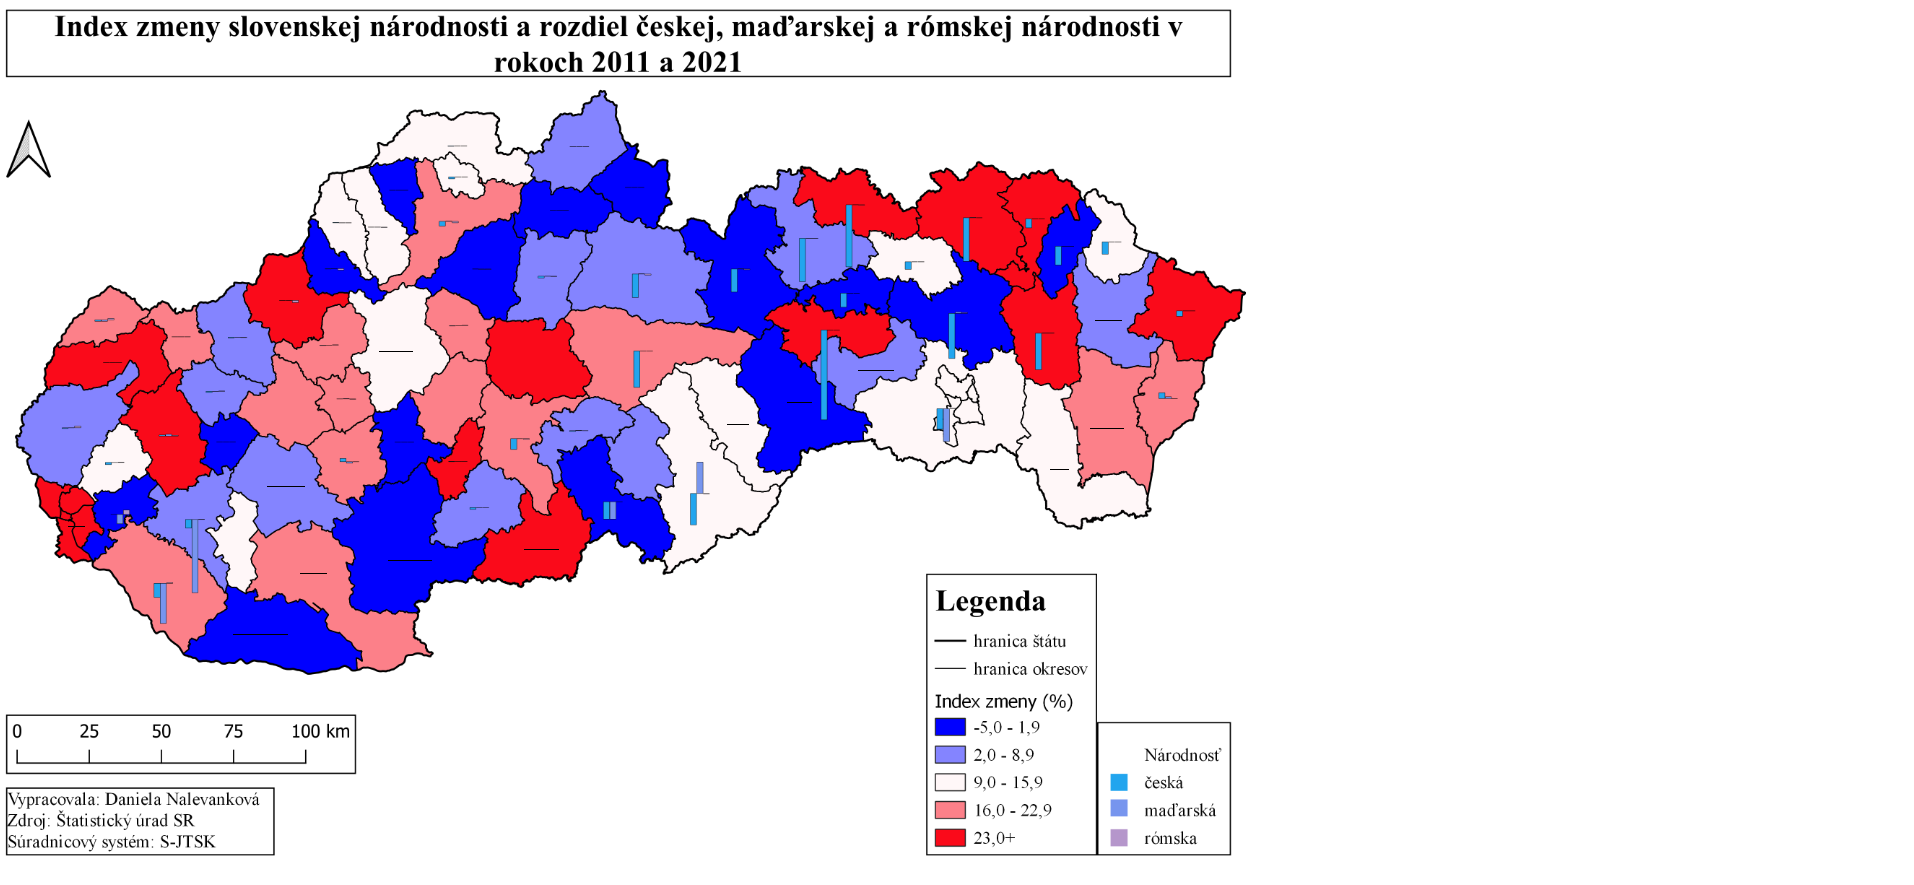 Index zmeny slovenskej národnosti a rozdiel českej, maďarskej a rómskej národnosti v
rokoch 2011 a 2021
Legenda
hranica štátu
hranica okresov
Index zmeny (%)
-5,0 - 1,9
2,0 - 8,9
9,0 - 15,9
16,0 - 22,9
23,0+
Národnosť
česká
maďarská
rómska
0 25 50 75 100 km
Vypracovala: Daniela Nalevanková
Zdroj: Štatistický úrad SR
Súradnicový systém: S-JTSK